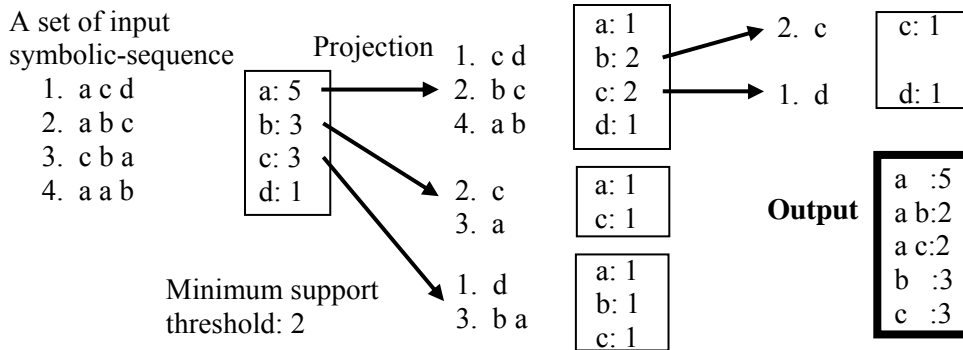 A set of input
symbolic-sequence
1. a c d
2. a b c
3. c b a
4. a a b
a: 5
b: 3
c: 3
d: 1
Minimum support
threshold: 2
Projection
1. c d
2. b c
4. a b
2. c
3. a
1. d
3. b a
a: 1
b: 2
c: 2
d: 1
a: 1
c: 1
a: 1
b: 1
c: 1
2. c
1. d
c: 1
d: 1
Output
a :5
a b:2
a c:2
b :3
c :3